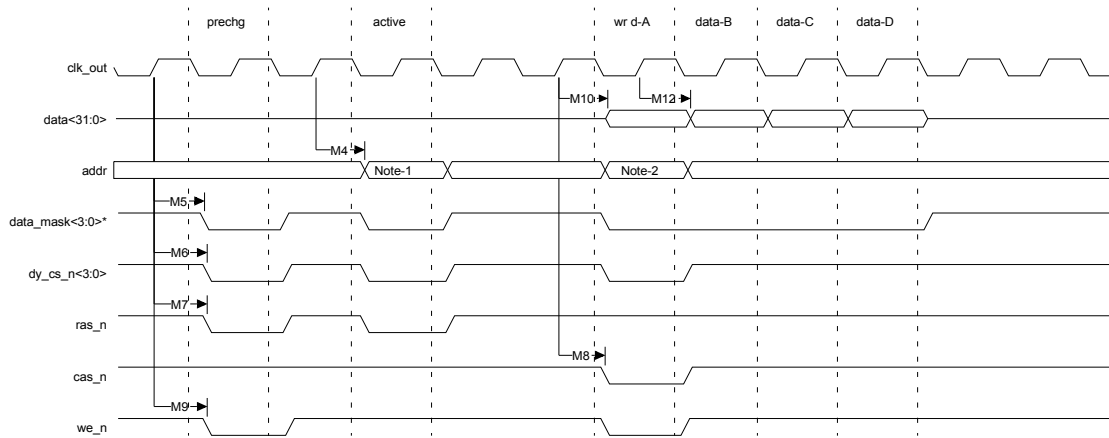 prechg active wr d-A data-B data-C data-D
clk_out
M10 M12
data<31:0>
M4
addr Note-1 Note-2
M5
data_mask<3:0>*
M6
dy_cs_n<3:0>
M7
ras_n
M8
cas_n
M9
we_n